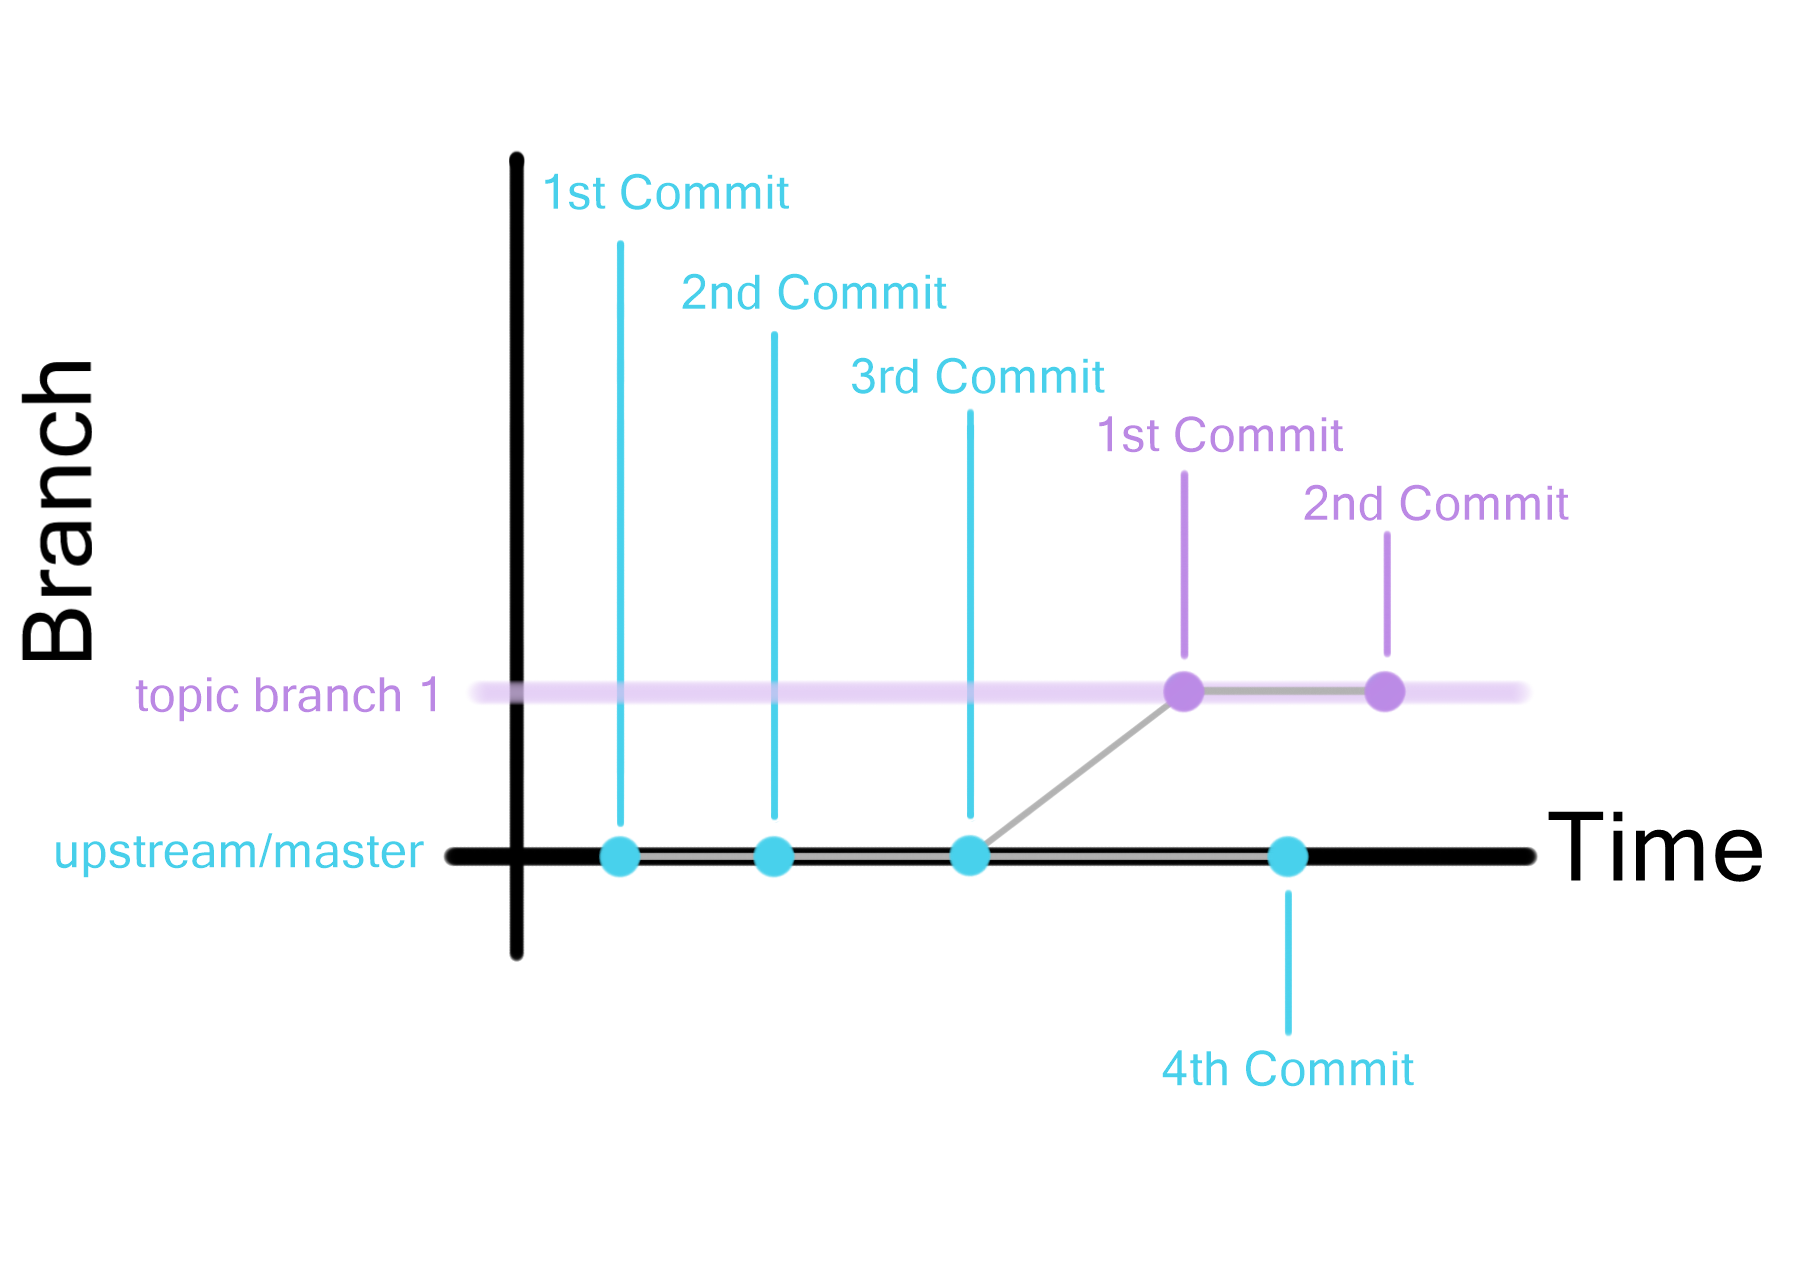 1st Commit
2nd Commit
3rd Commit
1st Commit
2nd Commit
Branch
topic branch 1
upstream/master
Time
4th Commit